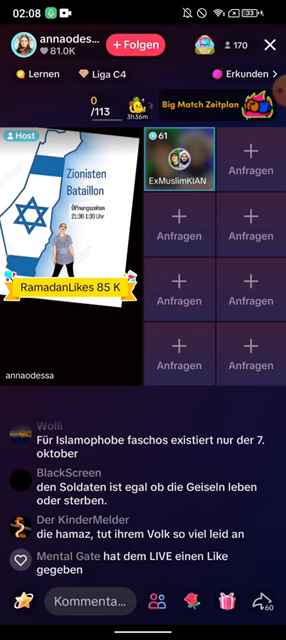 02:08
annaodes...
81.0K
+ Folgen
170
Lernen
Liga C4
Erkunden >
0
/113
3h36m
Big Match Zeitplan
Host
Zionisten
Bataillon
Öffnungszeiten
21:30-1:30 Uhr
RamadanLikes 85 K
annaodessa
61
ExMuslimKIAN
Anfragen
Anfragen
Anfragen
Anfragen
Anfragen
Anfragen
Anfragen
Wolli
Für Islamophobe faschos existiert nur der 7.
oktober
BlackScreen
den Soldaten ist egal ob die Geiseln leben
oder sterben.
Der KinderMelder
die hamaz, tut ihrem Volk so viel leid an
Mental Gate hat dem LIVE einen Like
gegeben
Kommenta...
60